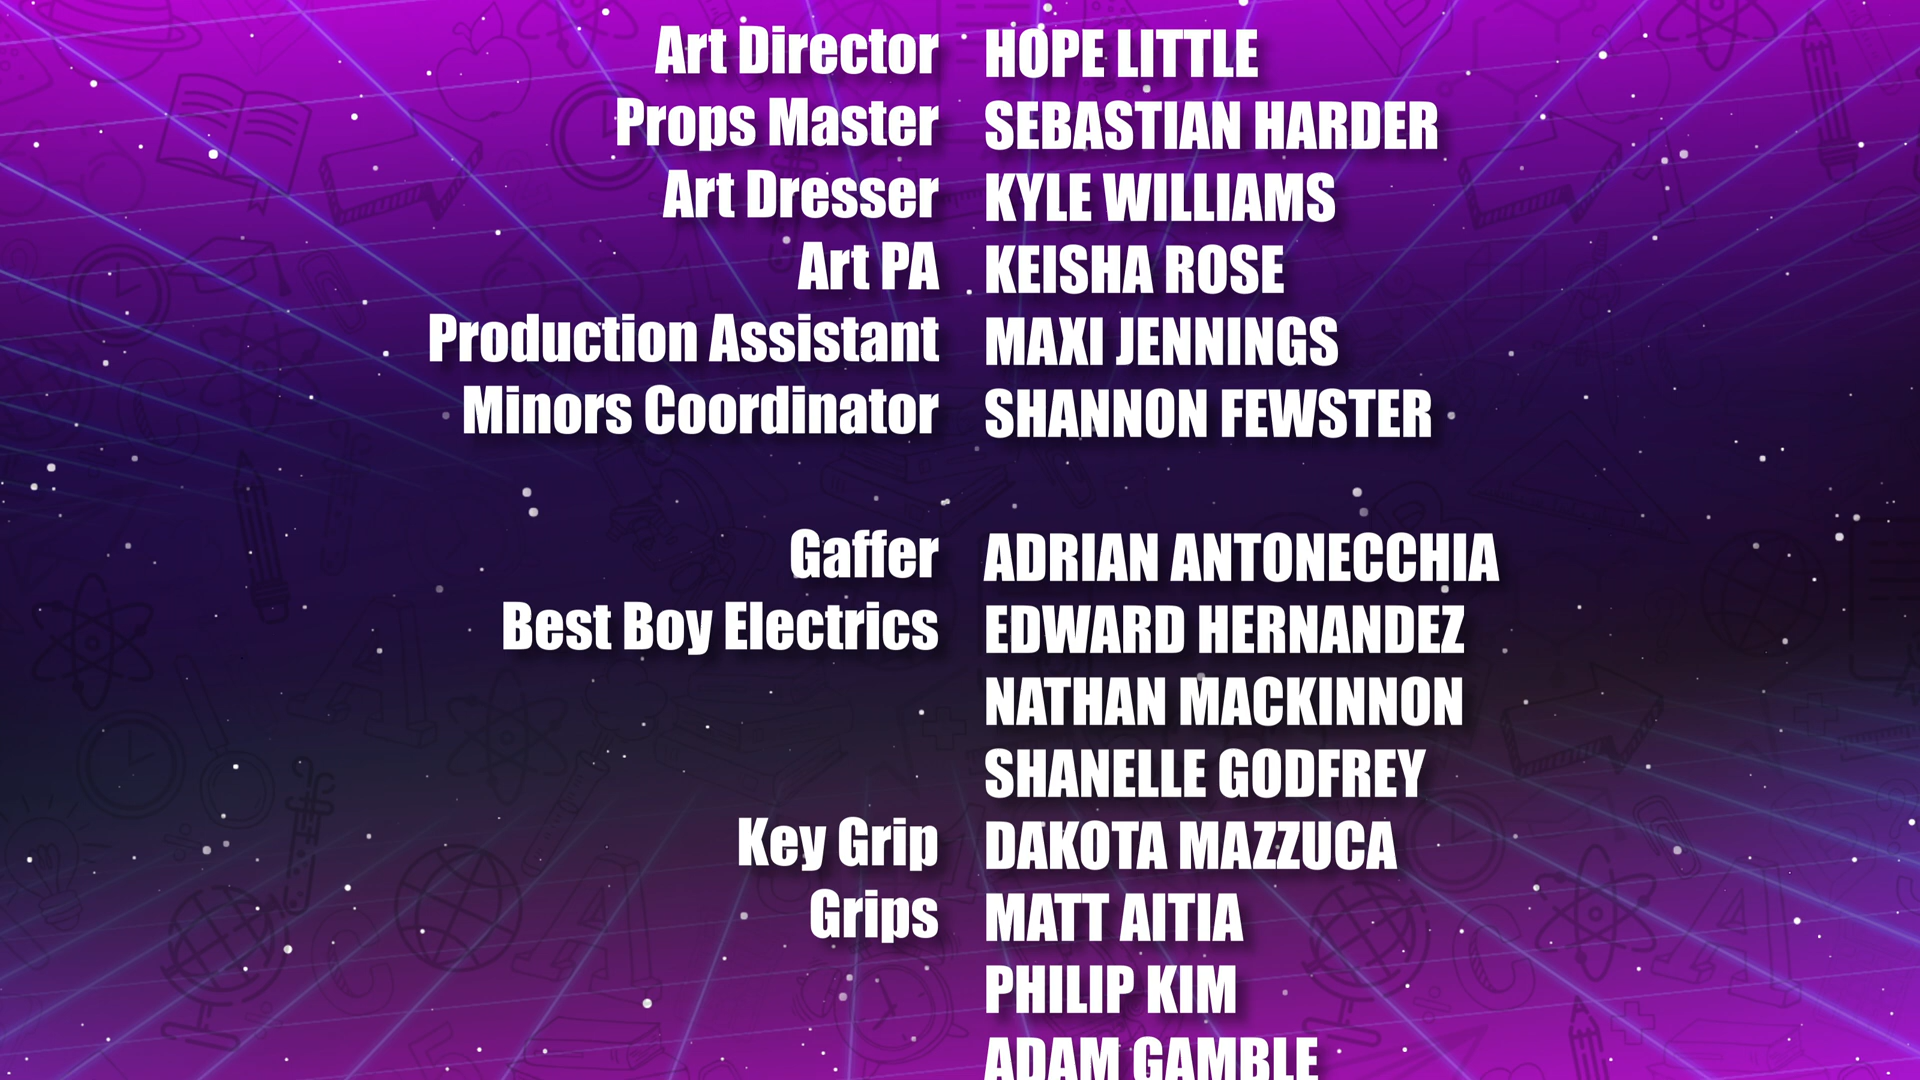 Art Director HOPE LITTLE
Props Master SEBASTIAN HARDER
Art Dresser KYLE WILLIAMS
Art PA KEISHA ROSE
Production Assistant MAXI JENNINGS
Minors Coordinator SHANNON FEWSTER
Gaffer ADRIAN ANTONECCHIA
Best Boy Electrics EDWARD HERNANDEZ
NATHAN MACKINNON
SHANELLE GODFREY
Key Grip DAKOTA MAZZUCA
Grips MATT AITIA
PHILIP KIM
ADAM GAMBLE